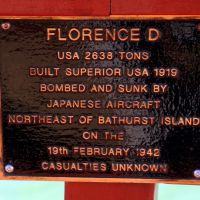 FLORENCE D
USA 2638 TONS
BUILT SUPERIOR USA 1919
BOMBED AND SUNK BY
JAPANESE AIRCRAFT
NORTHEAST OF BATHURST ISLAND
ON THE
19th FEBRUARY 1942
CASUALTIES UNKNOWN